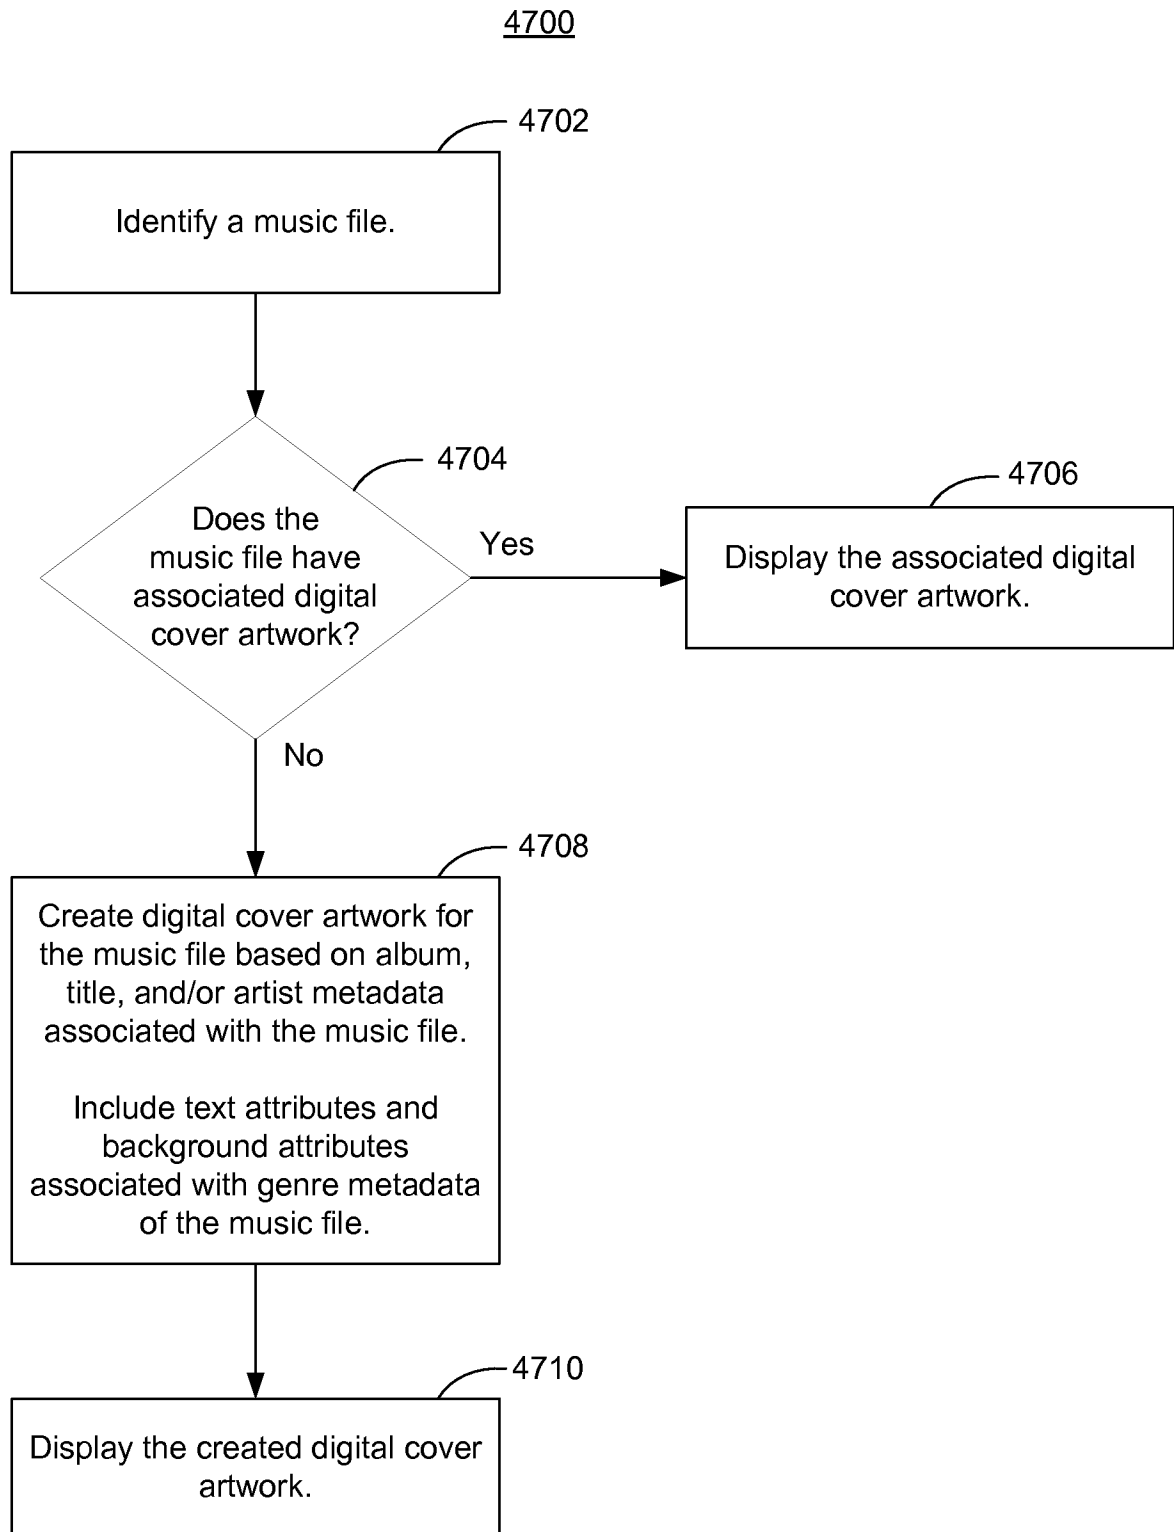 4700
4702
Identify a music file.
4704
Does the
music file have
associated digital
cover artwork?
Yes
4706
Display the associated digital
cover artwork.
No
4708
Create digital cover artwork for
the music file based on album,
title, and/or artist metadata
associated with the music file.
Include text attributes and
background attributes
associated with genre metadata
of the music file.
4710
Display the created digital cover
artwork.